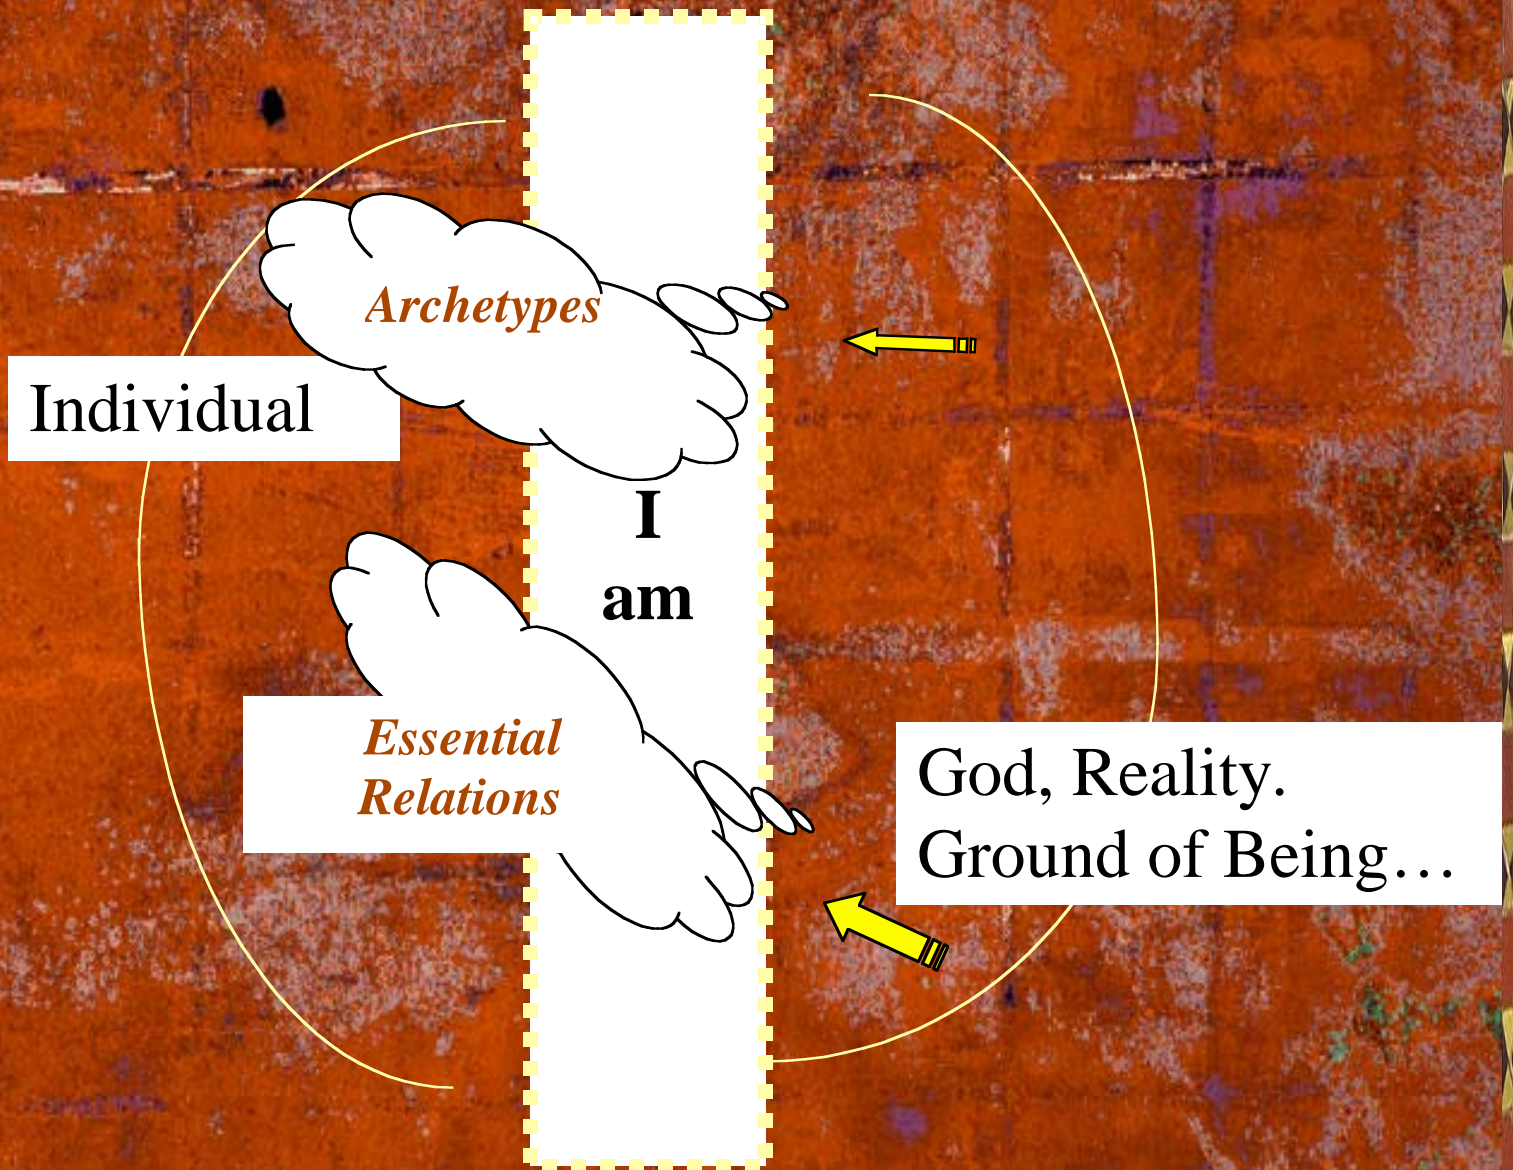 Archetypes
Individual
I
am
Essential
Relations
God, Reality.
Ground of Being…